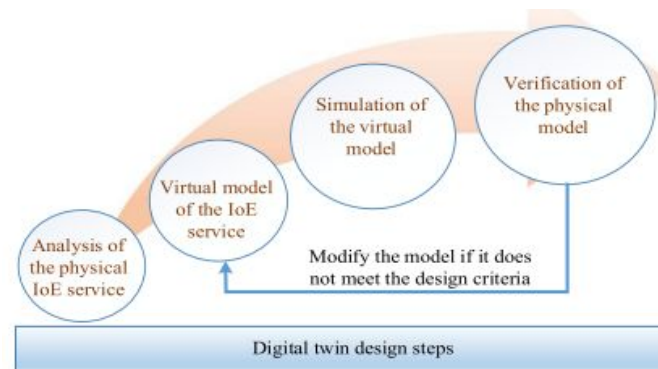 Verification of
the physical
model
Simulation of
the virtual
model
Virtual model
of the IoE
service
Analysis of
the physical
IoE service
Modify the model if it does
not meet the design criteria
Digital twin design steps